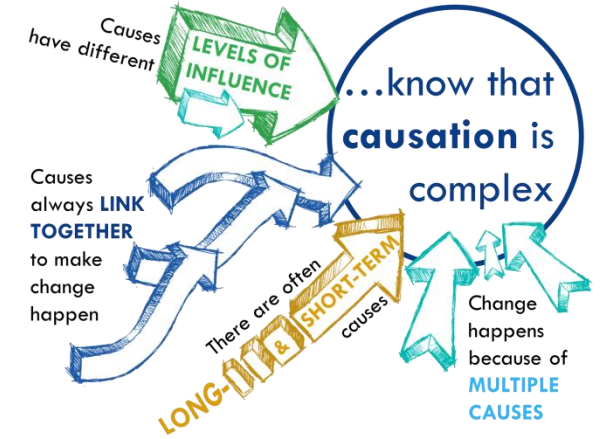 Causes
have different
LEVELS OF
INFLUENCE
...know that
causation is
complex
Causes
always LINK
TOGETHER
to make
change
happen
There are often
LONG- & SHORT-TERM
causes
Change
happens
because of
MULTIPLE
CAUSES